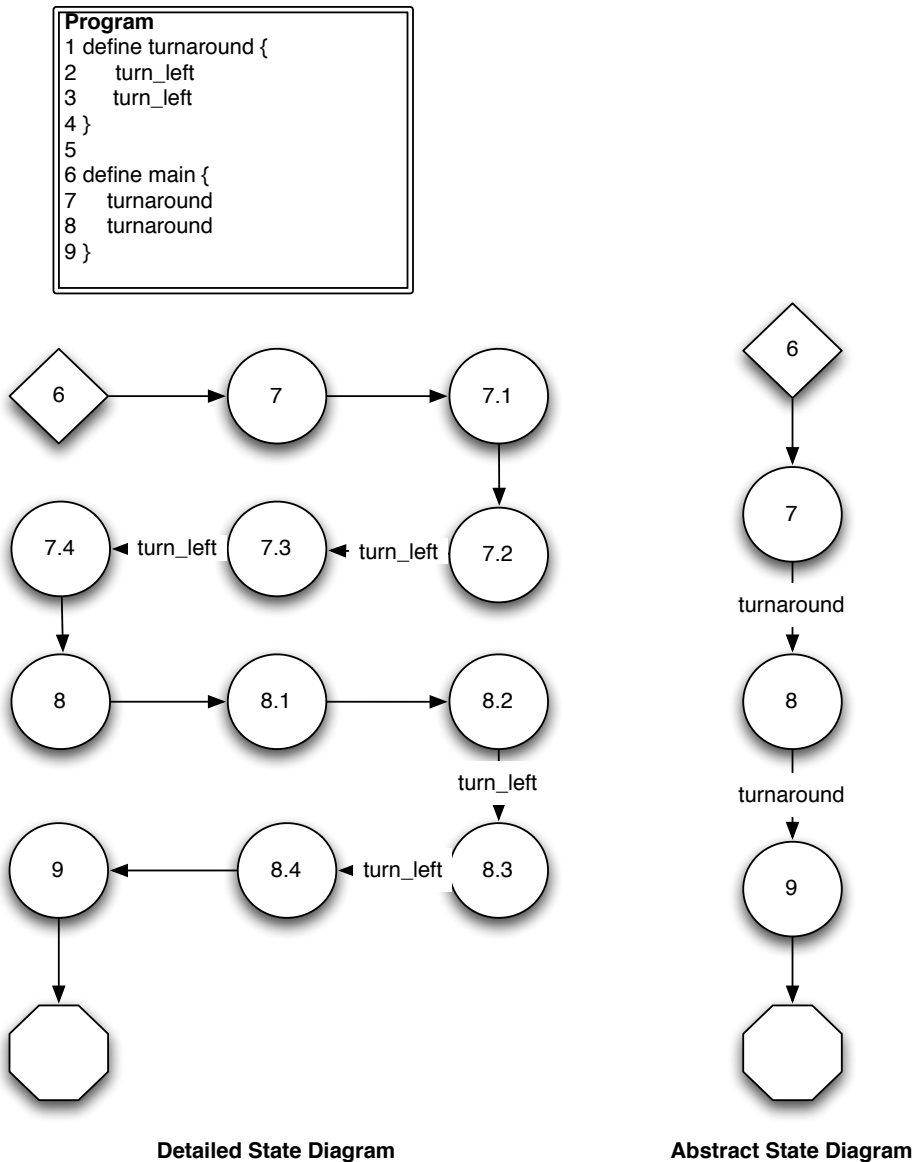 Program
1 define turnaround {
2 turn_left
3 turn_left
4 }
5
6 define main {
7 turnaround
8 turnaround
9 }
6
7
7.1
7.4
turn_left
7.3
turn_left
7.2
8
8.1
8.2
turn_left
9
8.4
turn_left
8.3
Detailed State Diagram
6
7
turnaround
8
turnaround
9
Abstract State Diagram